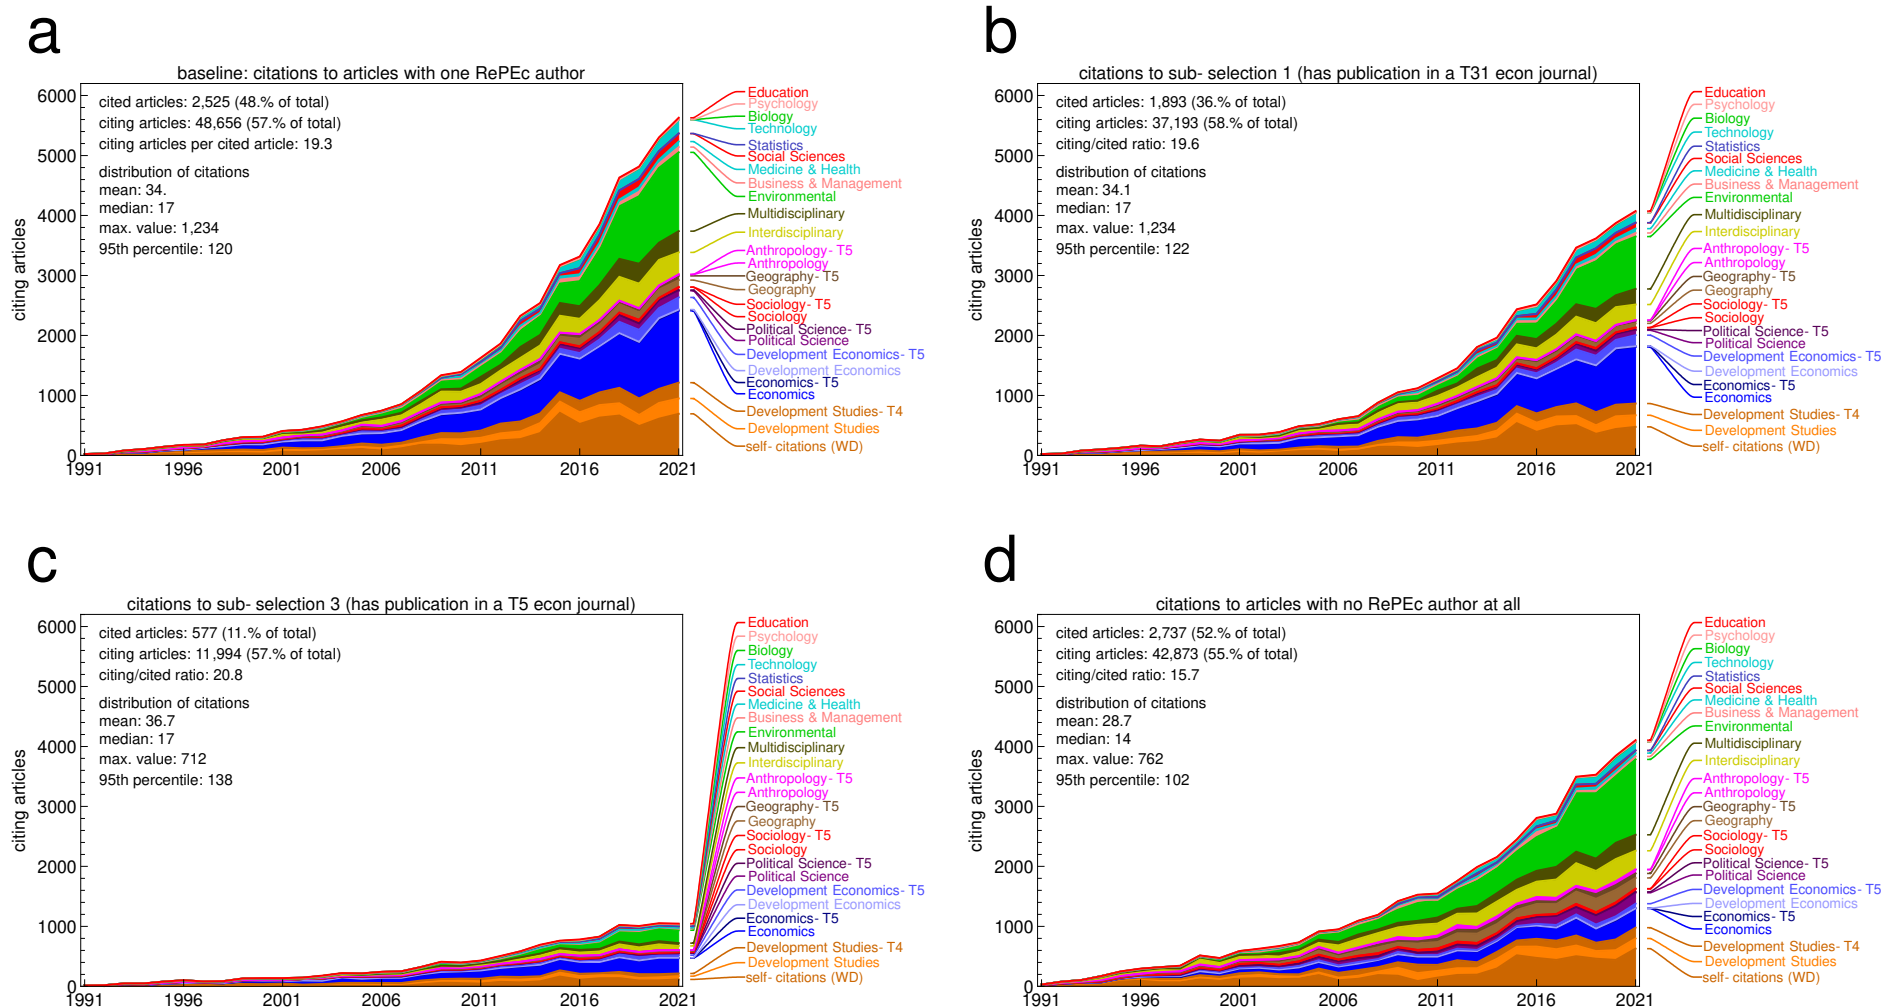 a
baseline: citations to articles with one RePEc author
cited articles: 2,525 (48.% of total)
citing articles: 48,656 (57.% of total)
citing articles per cited article: 19.3
distribution of citations
mean: 34.
median: 17
max. value: 1,234
95th percentile: 120
citing articles
6000
5000
4000
3000
2000
1000
0
1991
1996
2001
2006
2011
2016
2021
Education
Psychology
Biology
Technology
Statistics
Social Sciences
Medicine & Health
Business & Management
Environmental
Multidisciplinary
Interdisciplinary
Anthropology- T5
Anthropology
Geography- T5
Geography
Sociology- T5
Sociology
Political Science- T5
Political Science
Development Economics- T5
Development Economics
Economics- T5
Economics
Development Studies- T4
Development Studies
self- citations (WD)
b
citations to sub- selection 1 (has publication in a T31 econ journal)
cited articles: 1,893 (36.% of total)
citing articles: 37,193 (58.% of total)
citing/cited ratio: 19.6
distribution of citations
mean: 34.1
median: 17
max. value: 1,234
95th percentile: 122
citing articles
6000
5000
4000
3000
2000
1000
0
1991
1996
2001
2006
2011
2016
2021
Education
Psychology
Biology
Technology
Statistics
Social Sciences
Medicine & Health
Business & Management
Environmental
Multidisciplinary
Interdisciplinary
Anthropology- T5
Anthropology
Geography- T5
Geography
Sociology- T5
Sociology
Political Science- T5
Political Science
Development Economics- T5
Development Economics
Economics- T5
Economics
Development Studies- T4
Development Studies
self- citations (WD)
c
citations to sub- selection 3 (has publication in a T5 econ journal)
cited articles: 577 (11.% of total)
citing articles: 11,994 (57.% of total)
citing/cited ratio: 20.8
distribution of citations
mean: 36.7
median: 17
max. value: 712
95th percentile: 138
citing articles
6000
5000
4000
3000
2000
1000
0
1991
1996
2001
2006
2011
2016
2021
Education
Psychology
Biology
Technology
Statistics
Social Sciences
Medicine & Health
Business & Management
Environmental
Multidisciplinary
Interdisciplinary
Anthropology- T5
Anthropology
Geography- T5
Geography
Sociology- T5
Sociology
Political Science- T5
Political Science
Development Economics- T5
Development Economics
Economics- T5
Economics
Development Studies- T4
Development Studies
self- citations (WD)
d
citations to articles with no RePEc author at all
cited articles: 2,737 (52.% of total)
citing articles: 42,873 (55.% of total)
citing/cited ratio: 15.7
distribution of citations
mean: 28.7
median: 14
max. value: 762
95th percentile: 102
citing articles
6000
5000
4000
3000
2000
1000
0
1991
1996
2001
2006
2011
2016
2021
Education
Psychology
Biology
Technology
Statistics
Social Sciences
Medicine & Health
Business & Management
Environmental
Multidisciplinary
Interdisciplinary
Anthropology- T5
Anthropology
Geography- T5
Geography
Sociology- T5
Sociology
Political Science- T5
Political Science
Development Economics- T5
Development Economics
Economics- T5
Economics
Development Studies- T4
Development Studies
self- citations (WD)